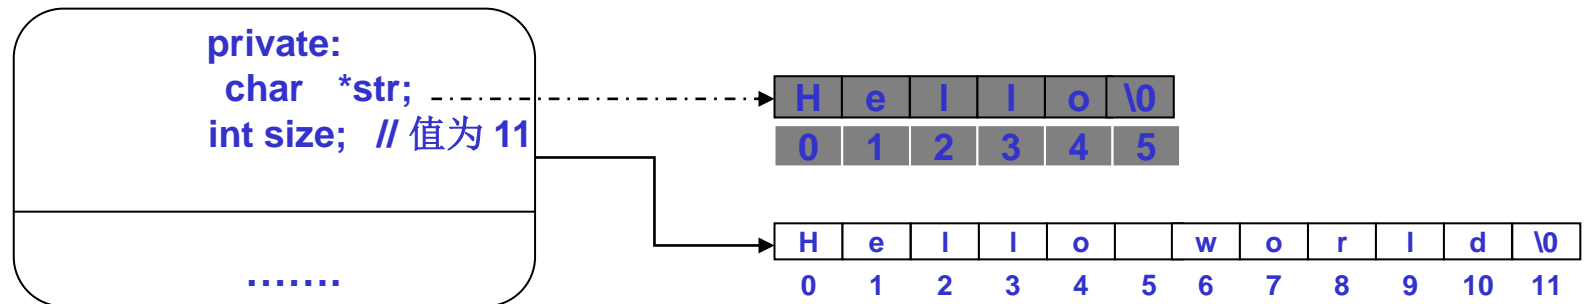 private:
char *str;
int size; // 值为 11
.......
H e l l o \0
0 1 2 3 4 5
H e l l o w o r l d \0
0 1 2 3 4 5 6 7 8 9 10 11